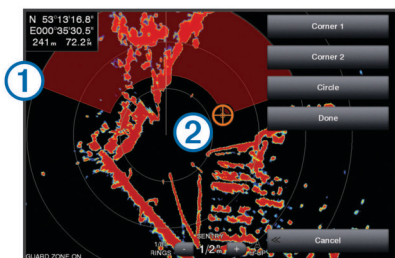 N 53°13'16.8"
E000°35'30.5"
241m 72.2°M
Corner 1
1
Corner 2
Circle
2
Done
SENTRY
RINGS
1/2
Cancel
GUARD ZONE ON